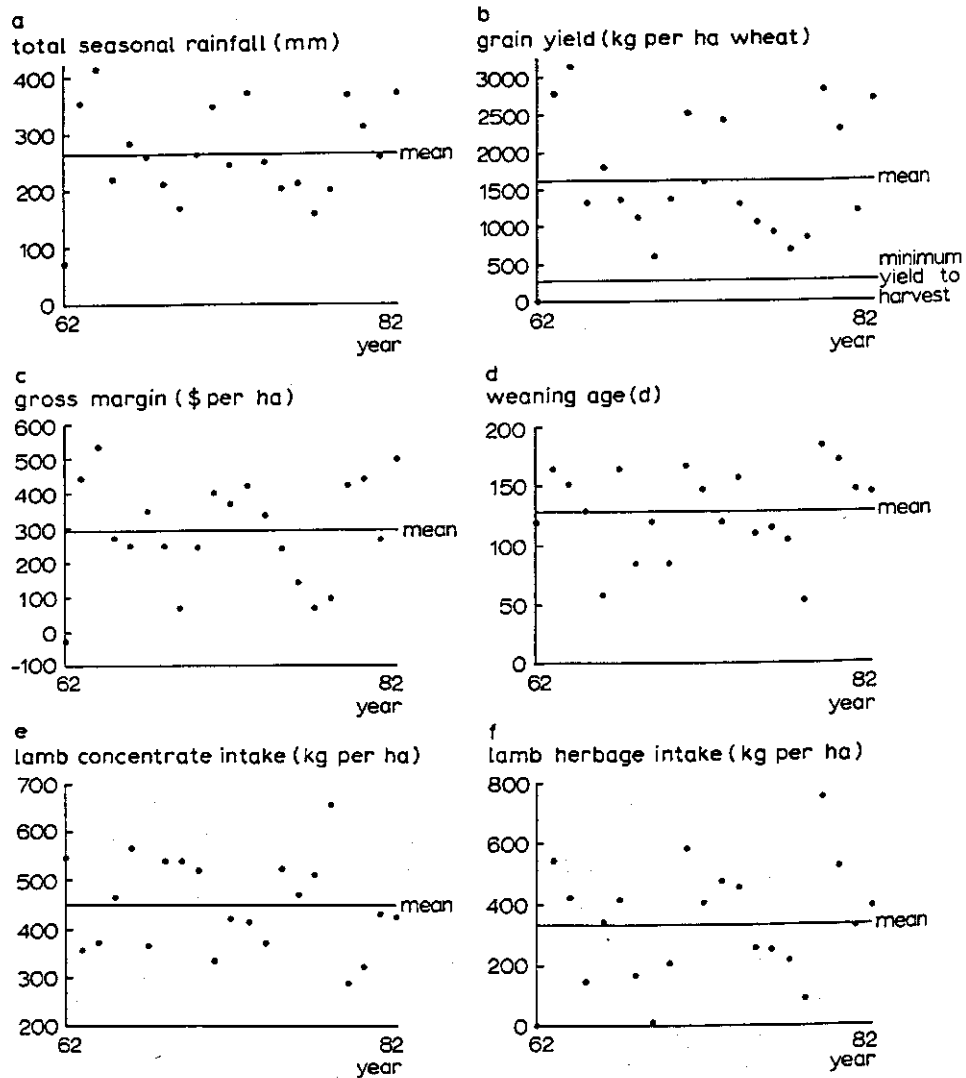 a
total seasonal rainfall (mm)
400
300
200
100
0
mean
62
82
year
b
grain yield (kg per ha wheat)
3000
2500
2000
1500
1000
500
0
mean
minimum
yield to
harvest
62
82
year
c
gross margin ($ per ha)
600
500
400
300
200
100
0
-100
mean
62
82
year
d
weaning age (d)
200
150
100
50
0
mean
62
82
year
e
lamb concentrate intake (kg per ha)
700
600
500
400
300
200
mean
62
82
year
f
lamb herbage intake (kg per ha)
800
600
400
200
0
mean
62
82
year